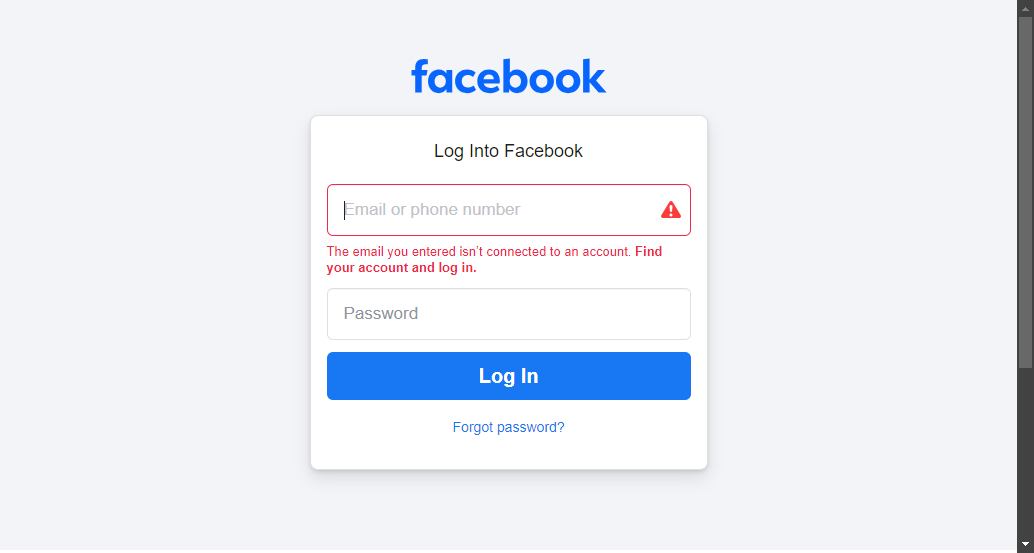 facebook
Log Into Facebook
Email or phone number
The email you entered isn’t connected to an account. Find
your account and log in.
Password
Log In
Forgot password?